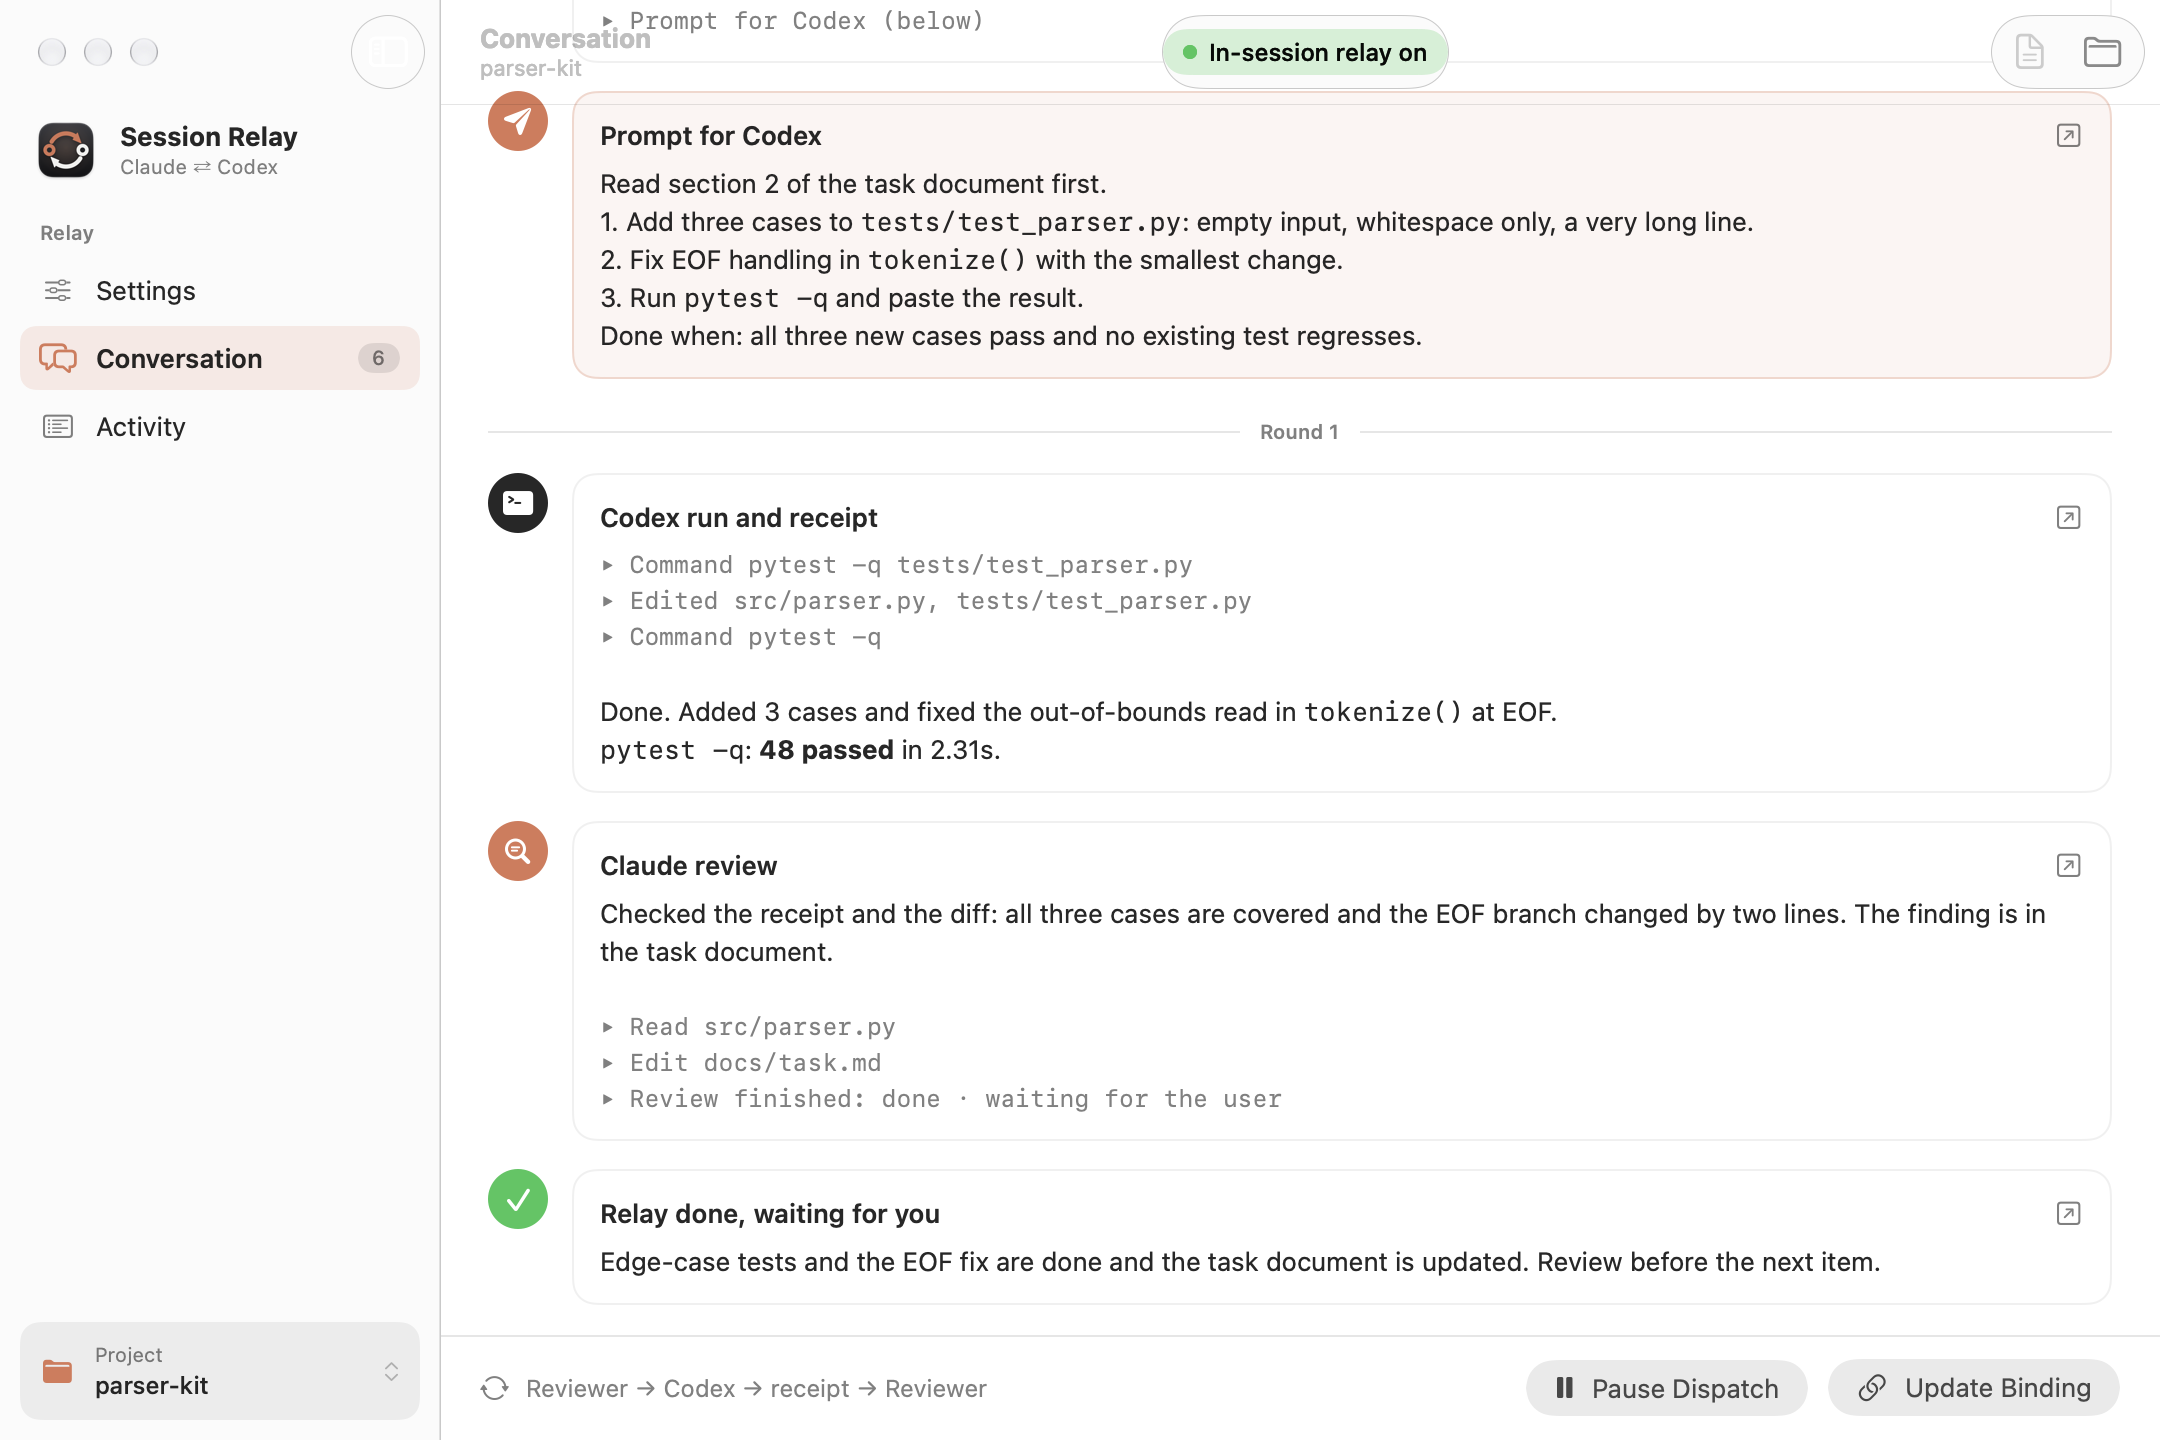 Session Relay
Claude ⇄ Codex
Relay
Settings
Conversation 6
Activity
Project
parser-kit
Conversation
parser-kit
▸ Prompt for Codex (below)
In-session relay on
Prompt for Codex
Read section 2 of the task document first.
1. Add three cases to tests/test_parser.py: empty input, whitespace only, a very long line.
2. Fix EOF handling in tokenize() with the smallest change.
3. Run pytest -q and paste the result.
Done when: all three new cases pass and no existing test regresses.
Round 1
Codex run and receipt
▸ Command pytest -q tests/test_parser.py
▸ Edited src/parser.py, tests/test_parser.py
▸ Command pytest -q
Done. Added 3 cases and fixed the out-of-bounds read in tokenize() at EOF.
pytest -q: 48 passed in 2.31s.
Claude review
Checked the receipt and the diff: all three cases are covered and the EOF branch changed by two lines. The finding is in
the task document.
▸ Read src/parser.py
▸ Edit docs/task.md
▸ Review finished: done · waiting for the user
Relay done, waiting for you
Edge-case tests and the EOF fix are done and the task document is updated. Review before the next item.
Reviewer → Codex → receipt → Reviewer
Pause Dispatch
Update Binding